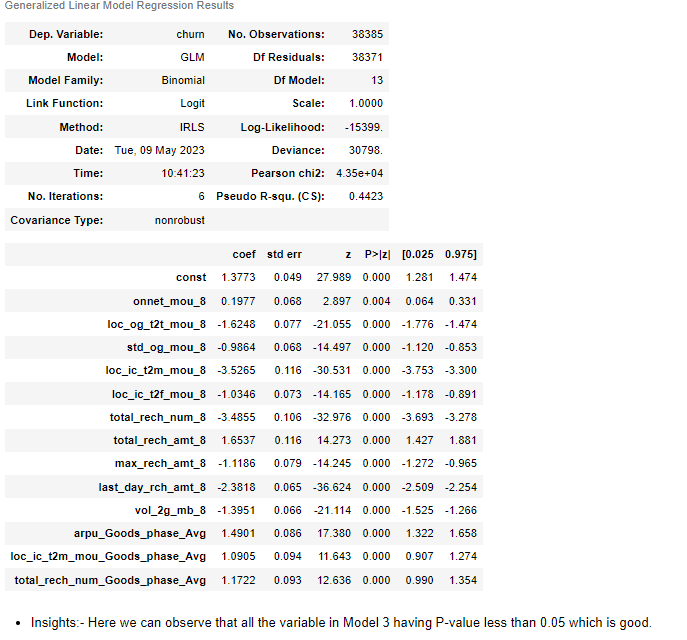 Generalized Linear Model Regression Results
Dep. Variable: churn No. Observations: 38385
Model: GLM Df Residuals: 38371
Model Family: Binomial Df Model: 13
Link Function: Logit Scale: 1.0000
Method: IRLS Log-Likelihood: -15399.
Date: Tue, 09 May 2023 Deviance: 30798.
Time: 10:41:23 Pearson chi2: 4.35e+04
No. Iterations: 6 Pseudo R-squ. (CS): 0.4423
Covariance Type: nonrobust
coef std err z P>|z| [0.025 0.975]
const 1.3773 0.049 27.989 0.000 1.281 1.474
onnet_mou_8 0.1977 0.068 2.897 0.004 0.064 0.331
loc_og_t2t_mou_8 -1.6248 0.077 -21.055 0.000 -1.776 -1.474
std_og_mou_8 -0.9864 0.068 -14.497 0.000 -1.120 -0.853
loc_ic_t2m_mou_8 -3.5265 0.116 -30.531 0.000 -3.753 -3.300
loc_ic_t2f_mou_8 -1.0346 0.073 -14.165 0.000 -1.178 -0.891
total_rech_num_8 -3.4855 0.106 -32.976 0.000 -3.693 -3.278
total_rech_amt_8 1.6537 0.116 14.273 0.000 1.427 1.881
max_rech_amt_8 -1.1186 0.079 -14.245 0.000 -1.272 -0.965
last_day_rch_amt_8 -2.3818 0.065 -36.624 0.000 -2.509 -2.254
vol_2g_mb_8 -1.3951 0.066 -21.114 0.000 -1.525 -1.266
arpu_Goods_phase_Avg 1.4901 0.086 17.380 0.000 1.322 1.658
loc_ic_t2m_mou_Goods_phase_Avg 1.0905 0.094 11.643 0.000 0.907 1.274
total_rech_num_Goods_phase_Avg 1.1722 0.093 12.636 0.000 0.990 1.354
• Insights:- Here we can observe that all the variable in Model 3 having P-value less than 0.05 which is good.